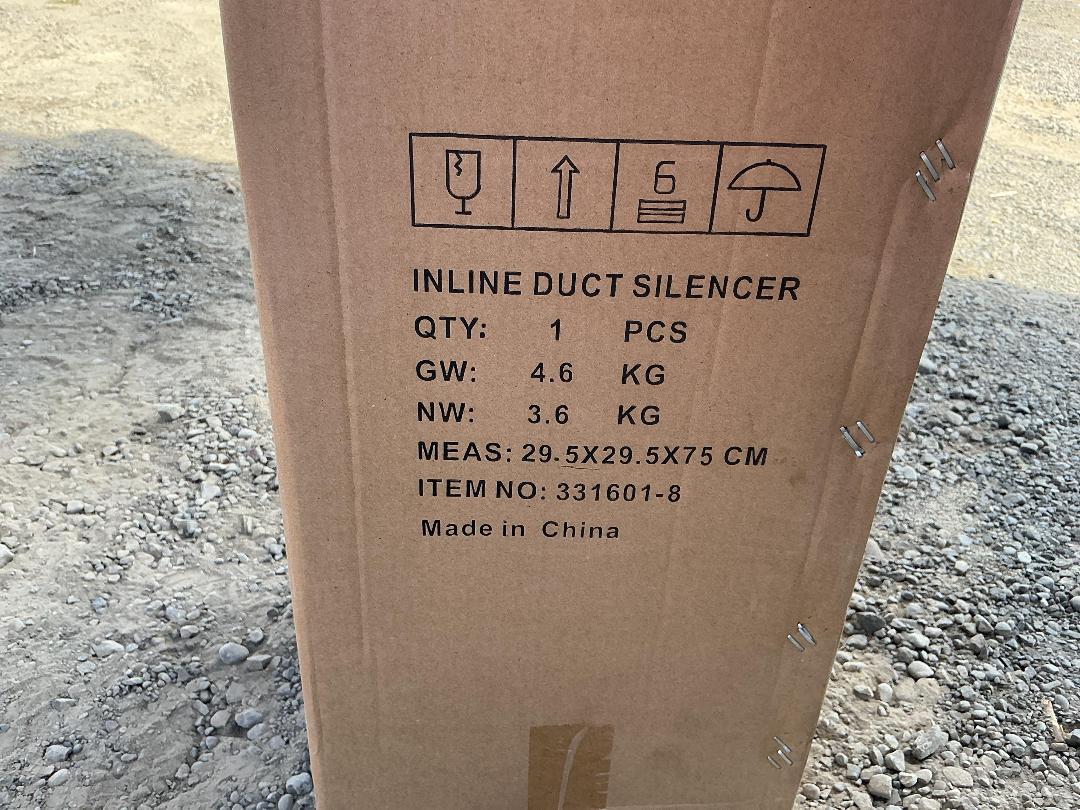 6
INLINE DUCT SILENCER
QTY: 1 PCS
GW: 4.6 KG
NW: 3.6 KG
MEAS: 29.5X29.5X75 CM
ITEM NO: 331601-8
Made in China